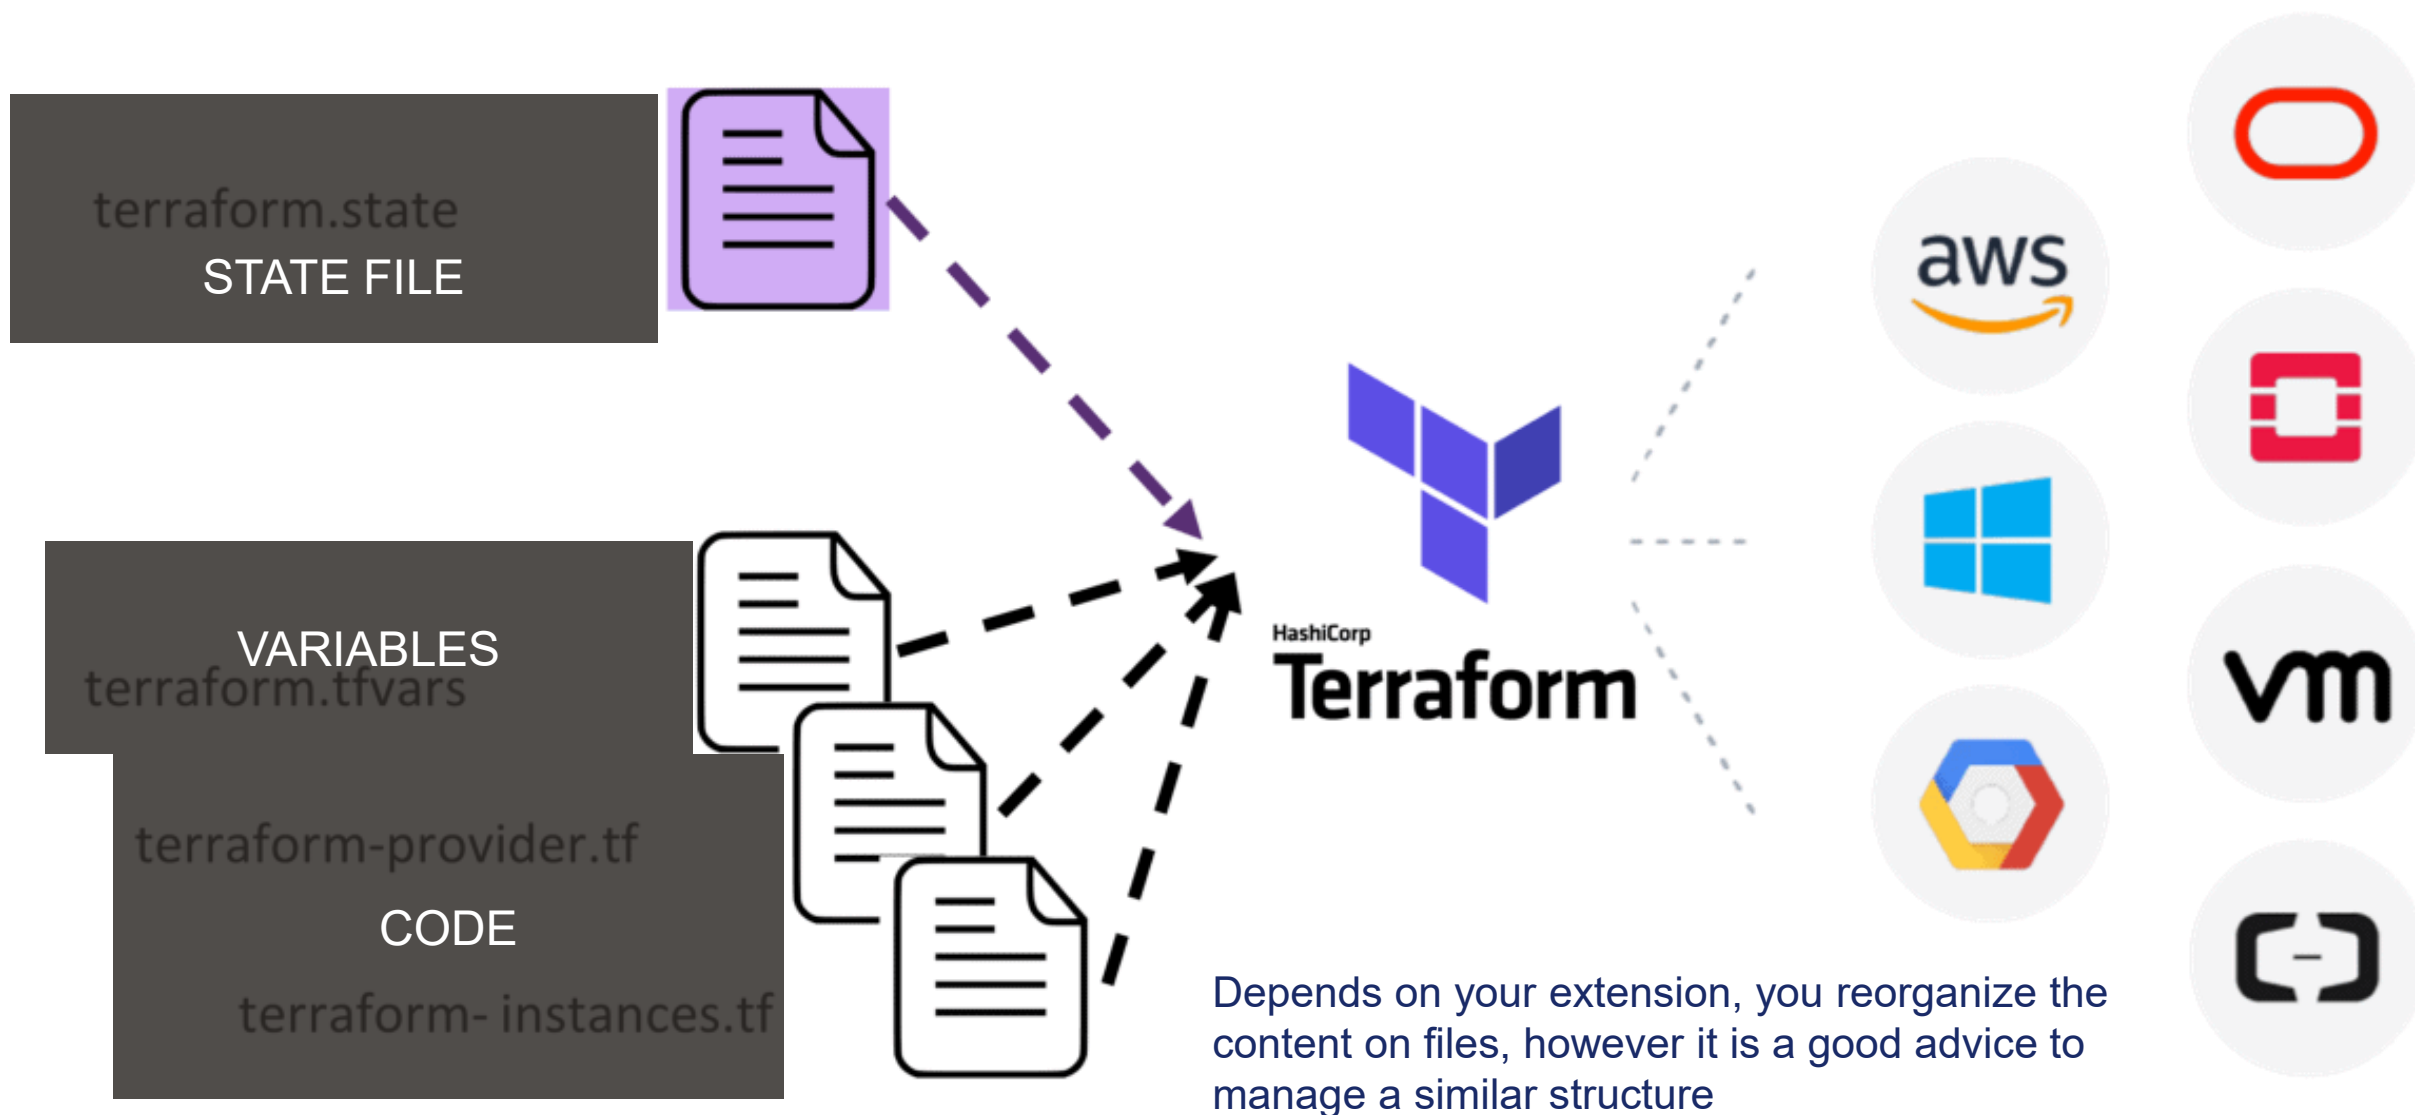 terraform.state
STATE FILE
aws
VARIABLES
terraform.tfvars
HashiCorp
Terraform
vm
terraform-provider.tf
CODE
terraform- instances.tf
Depends on your extension, you reorganize the
content on files, however it is a good advice to
manage a similar structure